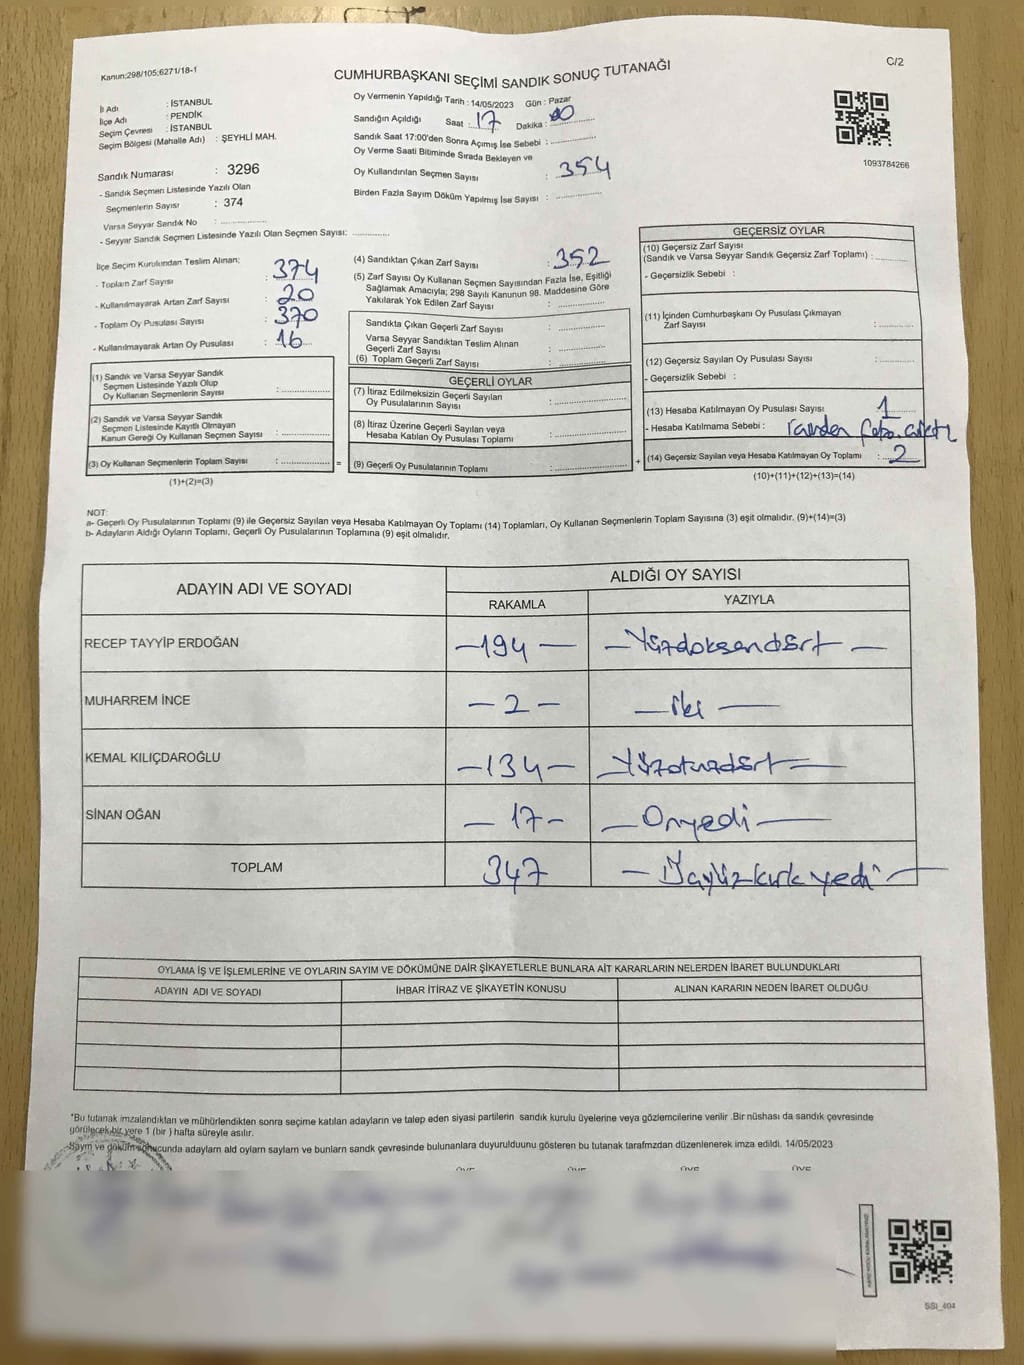 Kanun:298/105;6271/18-1
CUMHURBAŞKANI SEÇİMİ SANDIK SONUÇ TUTANAĞI
C/2
İl Adı : İSTANBUL
İlçe Adı : PENDİK
Seçim Çevresi : İSTANBUL
Seçim Bölgesi (Mahalle Adı) : ŞEYHLİ MAH.
Sandık Numarası : 3296
- Sandık Seçmen Listesinde Yazılı Olan
Seçmenlerin Sayısı : 374
Varsa Seyyar Sandık No : ................
- Seyyar Sandık Seçmen Listesinde Yazılı Olan Seçmen Sayısı: ............
Oy Vermenin Yapıldığı Tarih : 14/05/2023 Gün : Pazar
Sandığın Açıldığı Saat : 17 Dakika : 00
Sandık Saat 17:00'den Sonra Açımış İse Sebebi : ................
Oy Verme Saati Bitiminde Sırada Bekleyen ve
Oy Kullandırılan Seçmen Sayısı : 354
Birden Fazla Sayım Döküm Yapılmış İse Sayısı : ................
1093784266
İlçe Seçim Kurulundan Teslim Alınan;
- Toplam Zarf Sayısı : 374
- Kullanılmayarak Artan Zarf Sayısı : 20
- Toplam Oy Pusulası Sayısı : 370
- Kullanılmayarak Artan Oy Pusulası : 16
(1) Sandık ve Varsa Seyyar Sandık
Seçmen Listesinde Yazılı Olup
Oy Kullanan Seçmenlerin Sayısı : ................
(2) Sandık ve Varsa Seyyar Sandık
Seçmen Listesinde Kayıtlı Olmayan
Kanun Gereği Oy Kullanan Seçmen Sayısı : ................
(3) Oy Kullanan Seçmenlerin Toplam Sayısı : ................ =
(1)+(2)=(3)
(4) Sandıktan Çıkan Zarf Sayısı : 352
(5) Zarf Sayısı Oy Kullanan Seçmen Sayısından Fazla İse, Eşitliği
Sağlamak Amacıyla; 298 Sayılı Kanunun 98. Maddesine Göre
Yakılarak Yok Edilen Zarf Sayısı : ................
Sandıkta Çıkan Geçerli Zarf Sayısı : ................
Varsa Seyyar Sandıktan Teslim Alınan
Geçerli Zarf Sayısı : ................
(6) Toplam Geçerli Zarf Sayısı : ................
GEÇERLİ OYLAR
(7) İtiraz Edilmeksizin Geçerli Sayılan
Oy Pusulalarının Sayısı : ................
(8) İtiraz Üzerine Geçerli Sayılan veya
Hesaba Katılan Oy Pusulası Toplamı : ................
(9) Geçerli Oy Pusulalarının Toplamı : ................ +
GEÇERSİZ OYLAR
(10) Geçersiz Zarf Sayısı
(Sandık ve Varsa Seyyar Sandık Geçersiz Zarf Toplamı) : ............
- Geçersizlik Sebebi :
(11) İçinden Cumhurbaşkanı Oy Pusulası Çıkmayan
Zarf Sayısı : ............
(12) Geçersiz Sayılan Oy Pusulası Sayısı : ............
- Geçersizlik Sebebi :
(13) Hesaba Katılmayan Oy Pusulası Sayısı 1
- Hesaba Katılmama Sebebi :
(14) Geçersiz Sayılan veya Hesaba Katılmayan Oy Toplamı : 2
(10)+(11)+(12)+(13)=(14)
NOT:
a- Geçerli Oy Pusulalarının Toplamı (9) ile Geçersiz Sayılan veya Hesaba Katılmayan Oy Toplamı (14) Toplamları, Oy Kullanan Seçmenlerin Toplam Sayısına (3) eşit olmalıdır. (9)+(14)=(3)
b- Adayların Aldığı Oyların Toplamı, Geçerli Oy Pusulalarının Toplamına (9) eşit olmalıdır.
ADAYIN ADI VE SOYADI ALDIĞI OY SAYISI
RAKAMLA YAZIYLA
RECEP TAYYİP ERDOĞAN -194- -Yüzdoksandört-
MUHARREM İNCE -2- -iki-
KEMAL KILIÇDAROĞLU -134- -Yüzotuzdört-
SİNAN OĞAN -17- -Onyedi-
TOPLAM 347 -Üçyüzkırkyedi-
OYLAMA İŞ VE İŞLEMLERİNE VE OYLARIN SAYIM VE DÖKÜMÜNE DAİR ŞİKAYETLERLE BUNLARA AİT KARARLARIN NELERDEN İBARET BULUNDUKLARI
ADAYIN ADI VE SOYADI İHBAR İTİRAZ VE ŞİKAYETİN KONUSU ALINAN KARARIN NEDEN İBARET OLDUĞU
"Bu tutanak imzalandıktan ve mühürlendikten sonra seçime katılan adayların ve talep eden siyasi partilerin sandık kurulu üyelerine veya gözlemcilerine verilir .Bir nüshası da sandık çevresinde
görülecek bir yere 1 (bir ) hafta süreyle asılır.
Sayım ve döküm sonucunda adayların ald oyların sayların ve bunların sandk çevresinde bulunanlara duyurulduunu gösteren bu tutanak tarafmzdan düzenlenerek imza edildi. 14/05/2023
ÜYE ÜYE ÜYE ÜYE
SSI_404